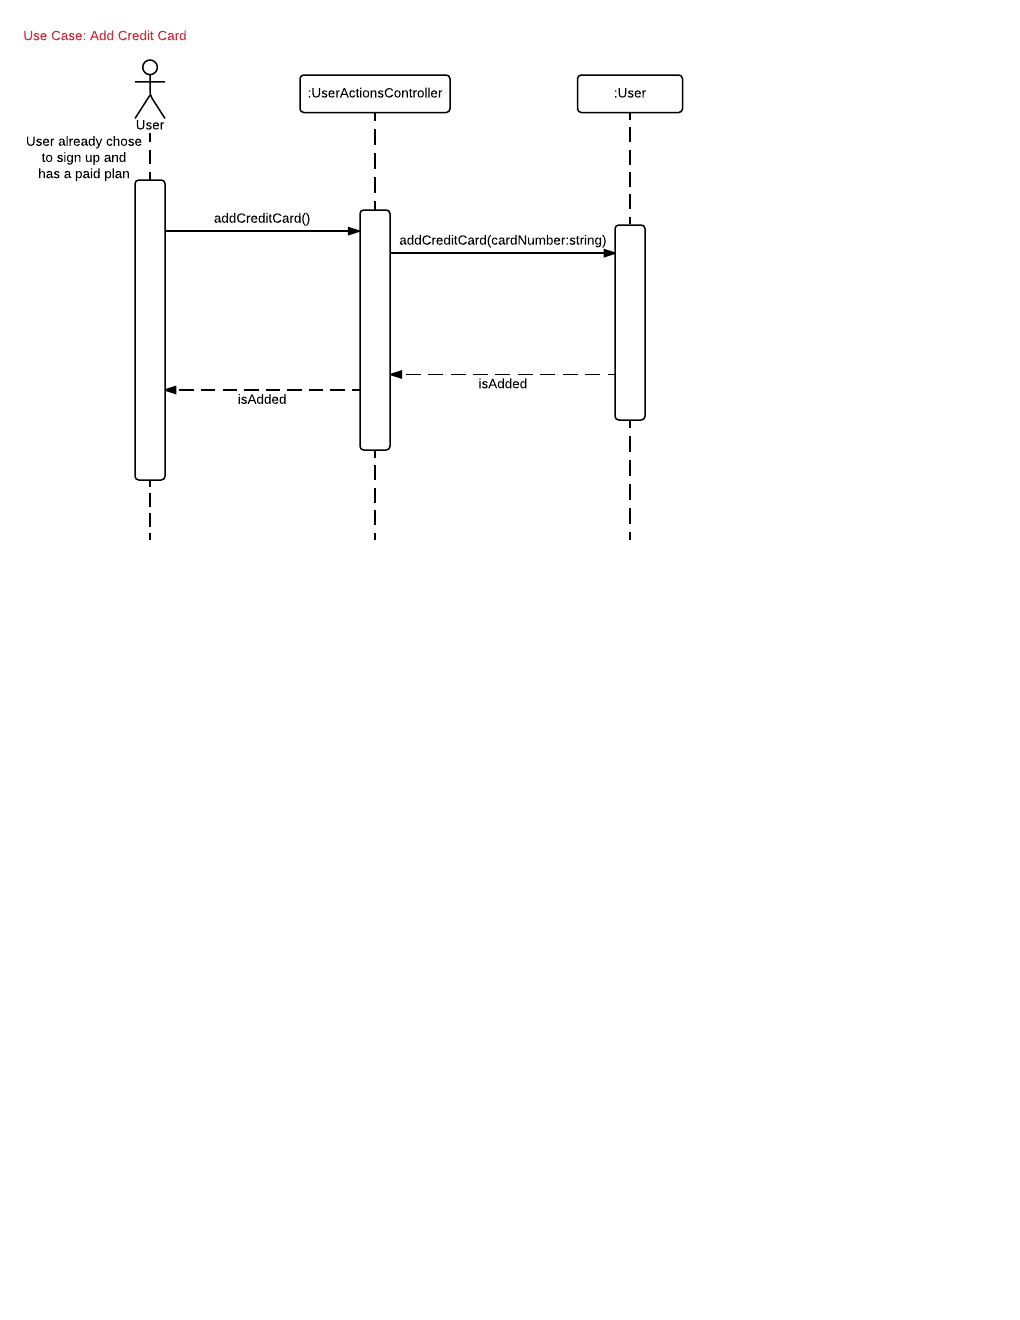 Use Case: Add Credit Card
:UserActionsController
:User
User
User already chose
to sign up and
has a paid plan
addCreditCard()
addCreditCard(cardNumber:string)
isAdded
isAdded